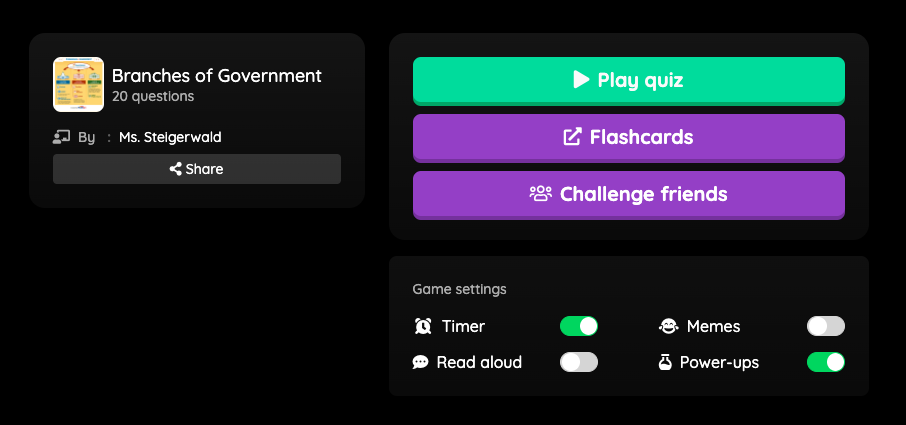 Branches of Government
20 questions
By : Ms. Steigerwald
Share
Play quiz
Flashcards
Challenge friends
Game settings
Timer
Memes
Read aloud
Power-ups